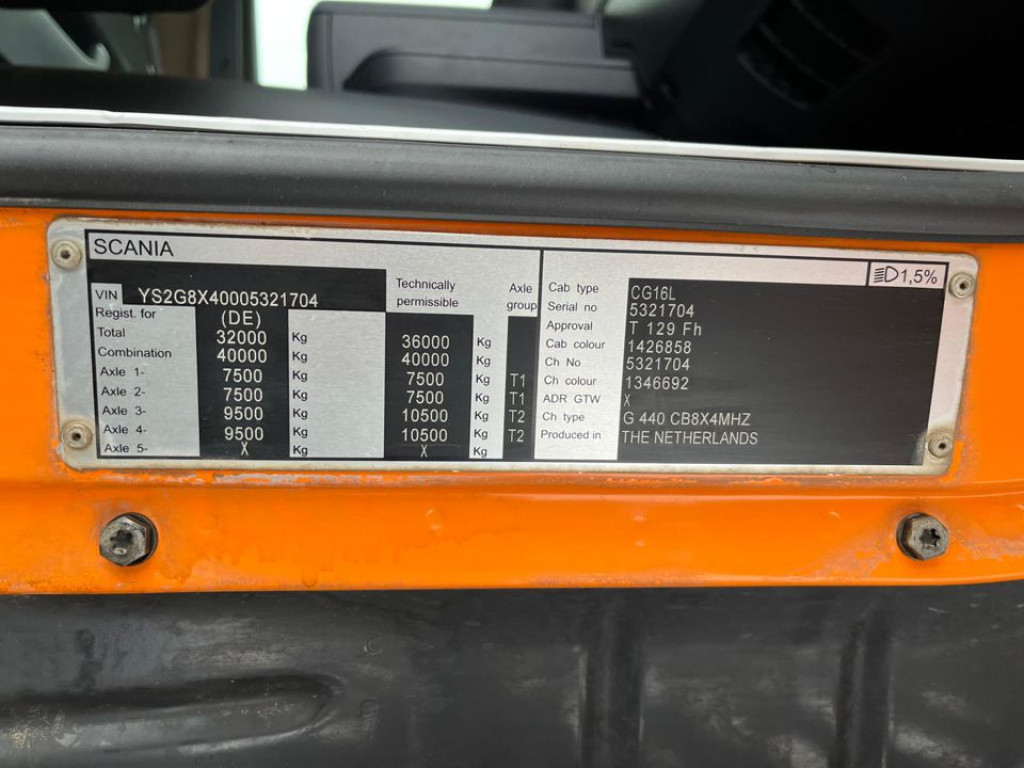 SCANIA
1,5%
VIN YS2G8X40005321704 Technically permissible Axle group
Regist. for (DE)
Total 32000 Kg 36000 Kg
Combination 40000 Kg 40000 Kg
Axle 1- 7500 Kg 7500 Kg T1
Axle 2- 7500 Kg 7500 Kg T1
Axle 3- 9500 Kg 10500 Kg T2
Axle 4- 9500 Kg 10500 Kg T2
Axle 5- X Kg X Kg
Cab type CG16L
Serial no 5321704
Approval T 129 Fh
Cab colour 1426858
Ch No 5321704
Ch colour 1346692
ADR GTW X
Ch type G 440 CB8X4MHZ
Produced in THE NETHERLANDS